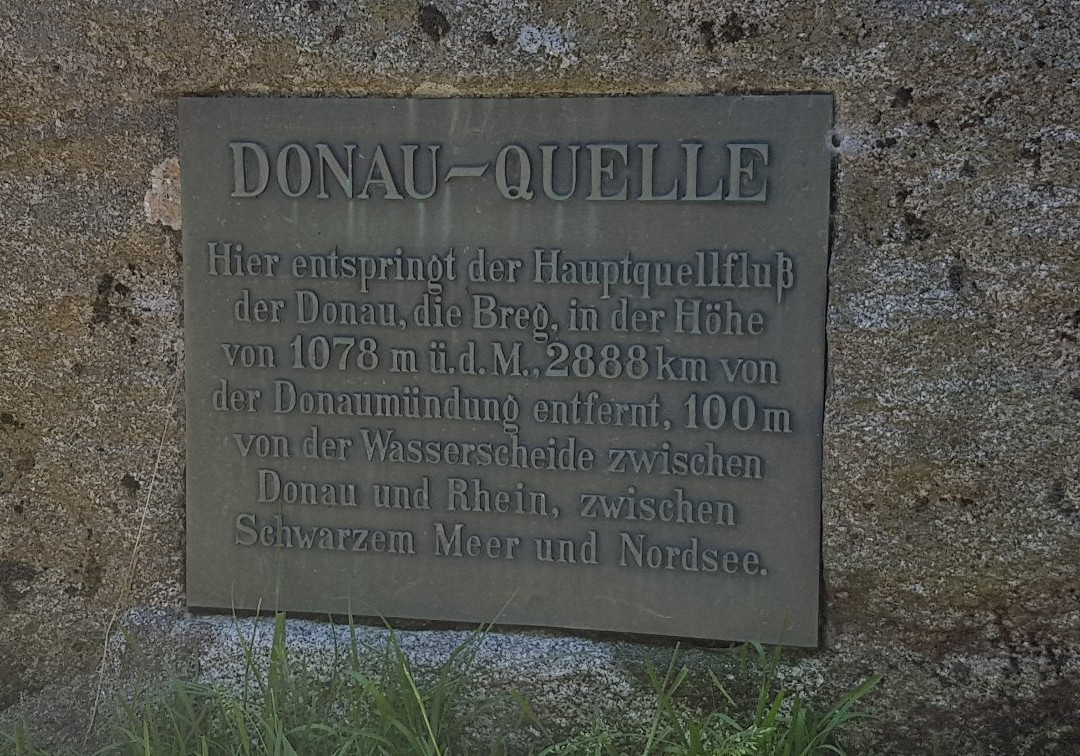 DONAU-QUELLE
Hier entspringt der Hauptquellfluß
der Donau, die Breg, in der Höhe
von 1078 m ü.d.M., 2888 km von
der Donaumündung entfernt, 100 m
von der Wasserscheide zwischen
Donau und Rhein, zwischen
Schwarzem Meer und Nordsee.